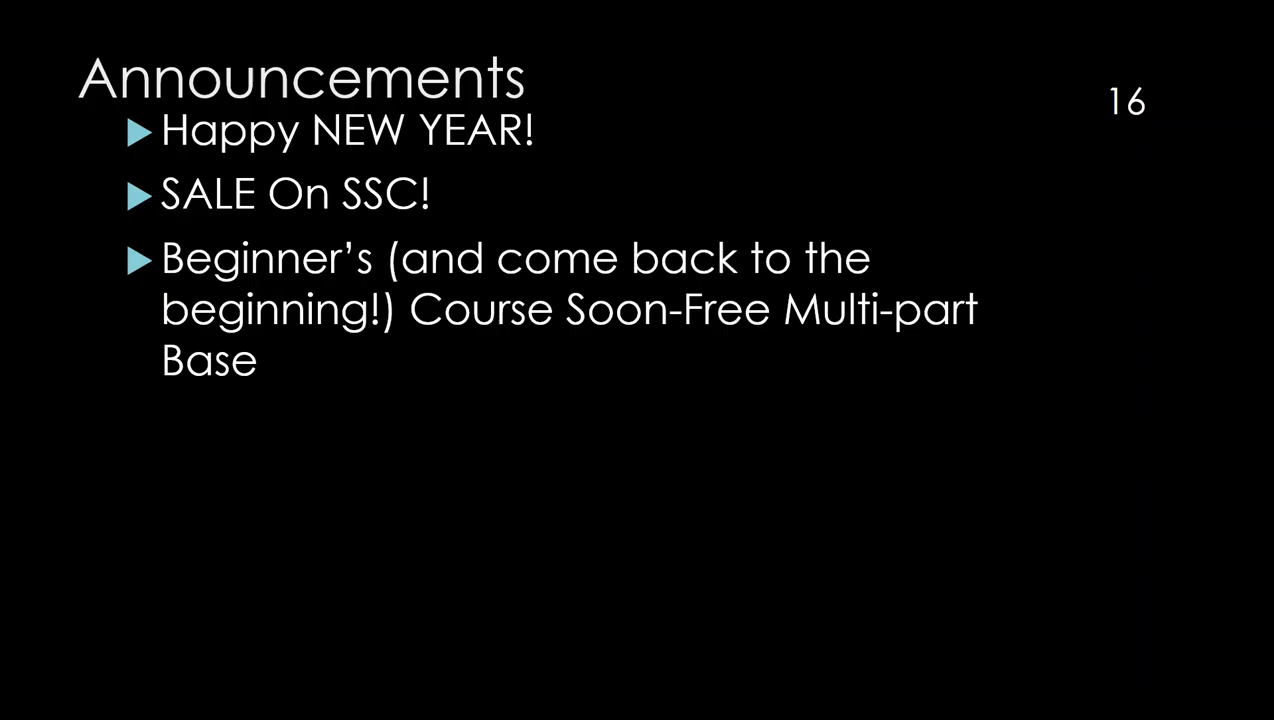 Announcements
16
Happy NEW YEAR!
SALE On SSC!
Beginner’s (and come back to the
beginning!) Course Soon-Free Multi-part
Base